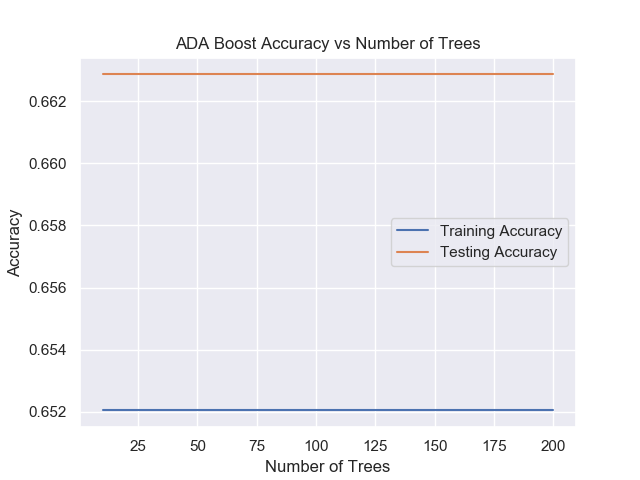 ADA Boost Accuracy vs Number of Trees
Accuracy
0.662
0.660
0.658
0.656
0.654
0.652
Training Accuracy
Testing Accuracy
25 50 75 100 125 150 175 200
Number of Trees